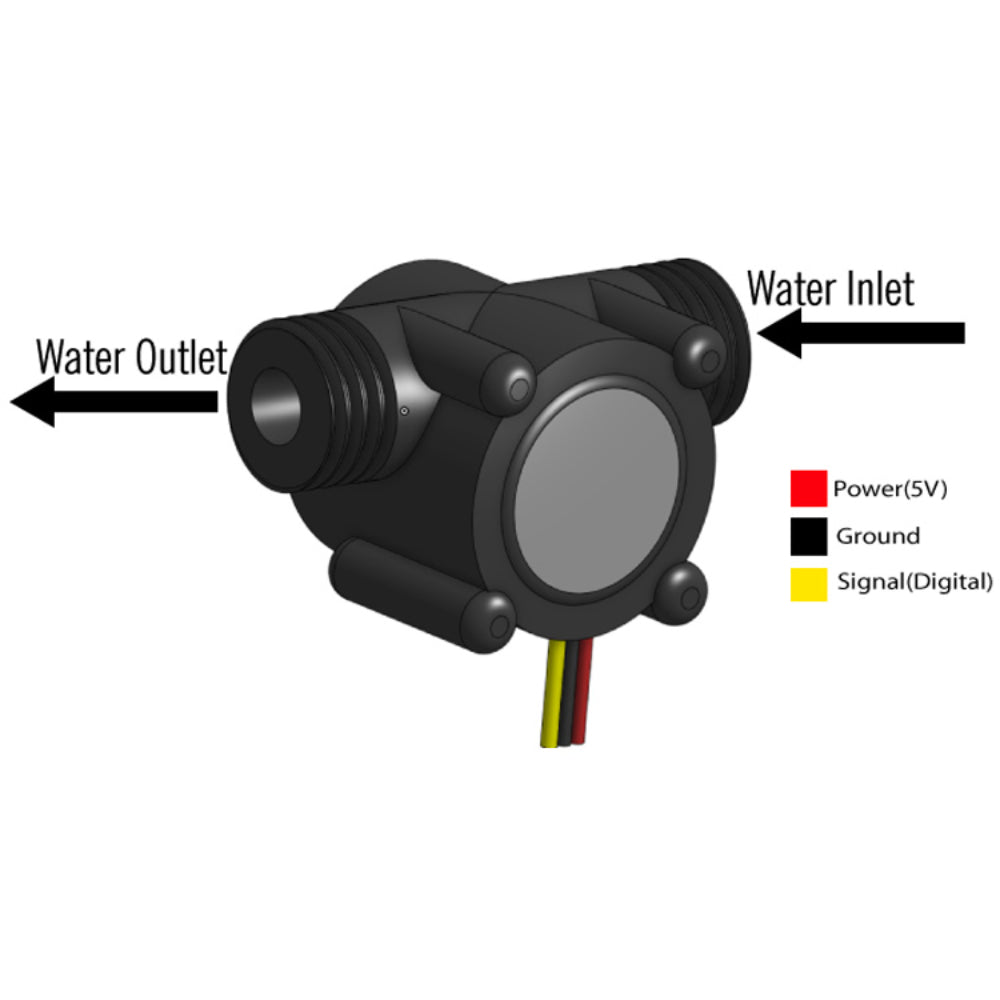 Water Inlet
Water Outlet
Power(5V)
Ground
Signal(Digital)